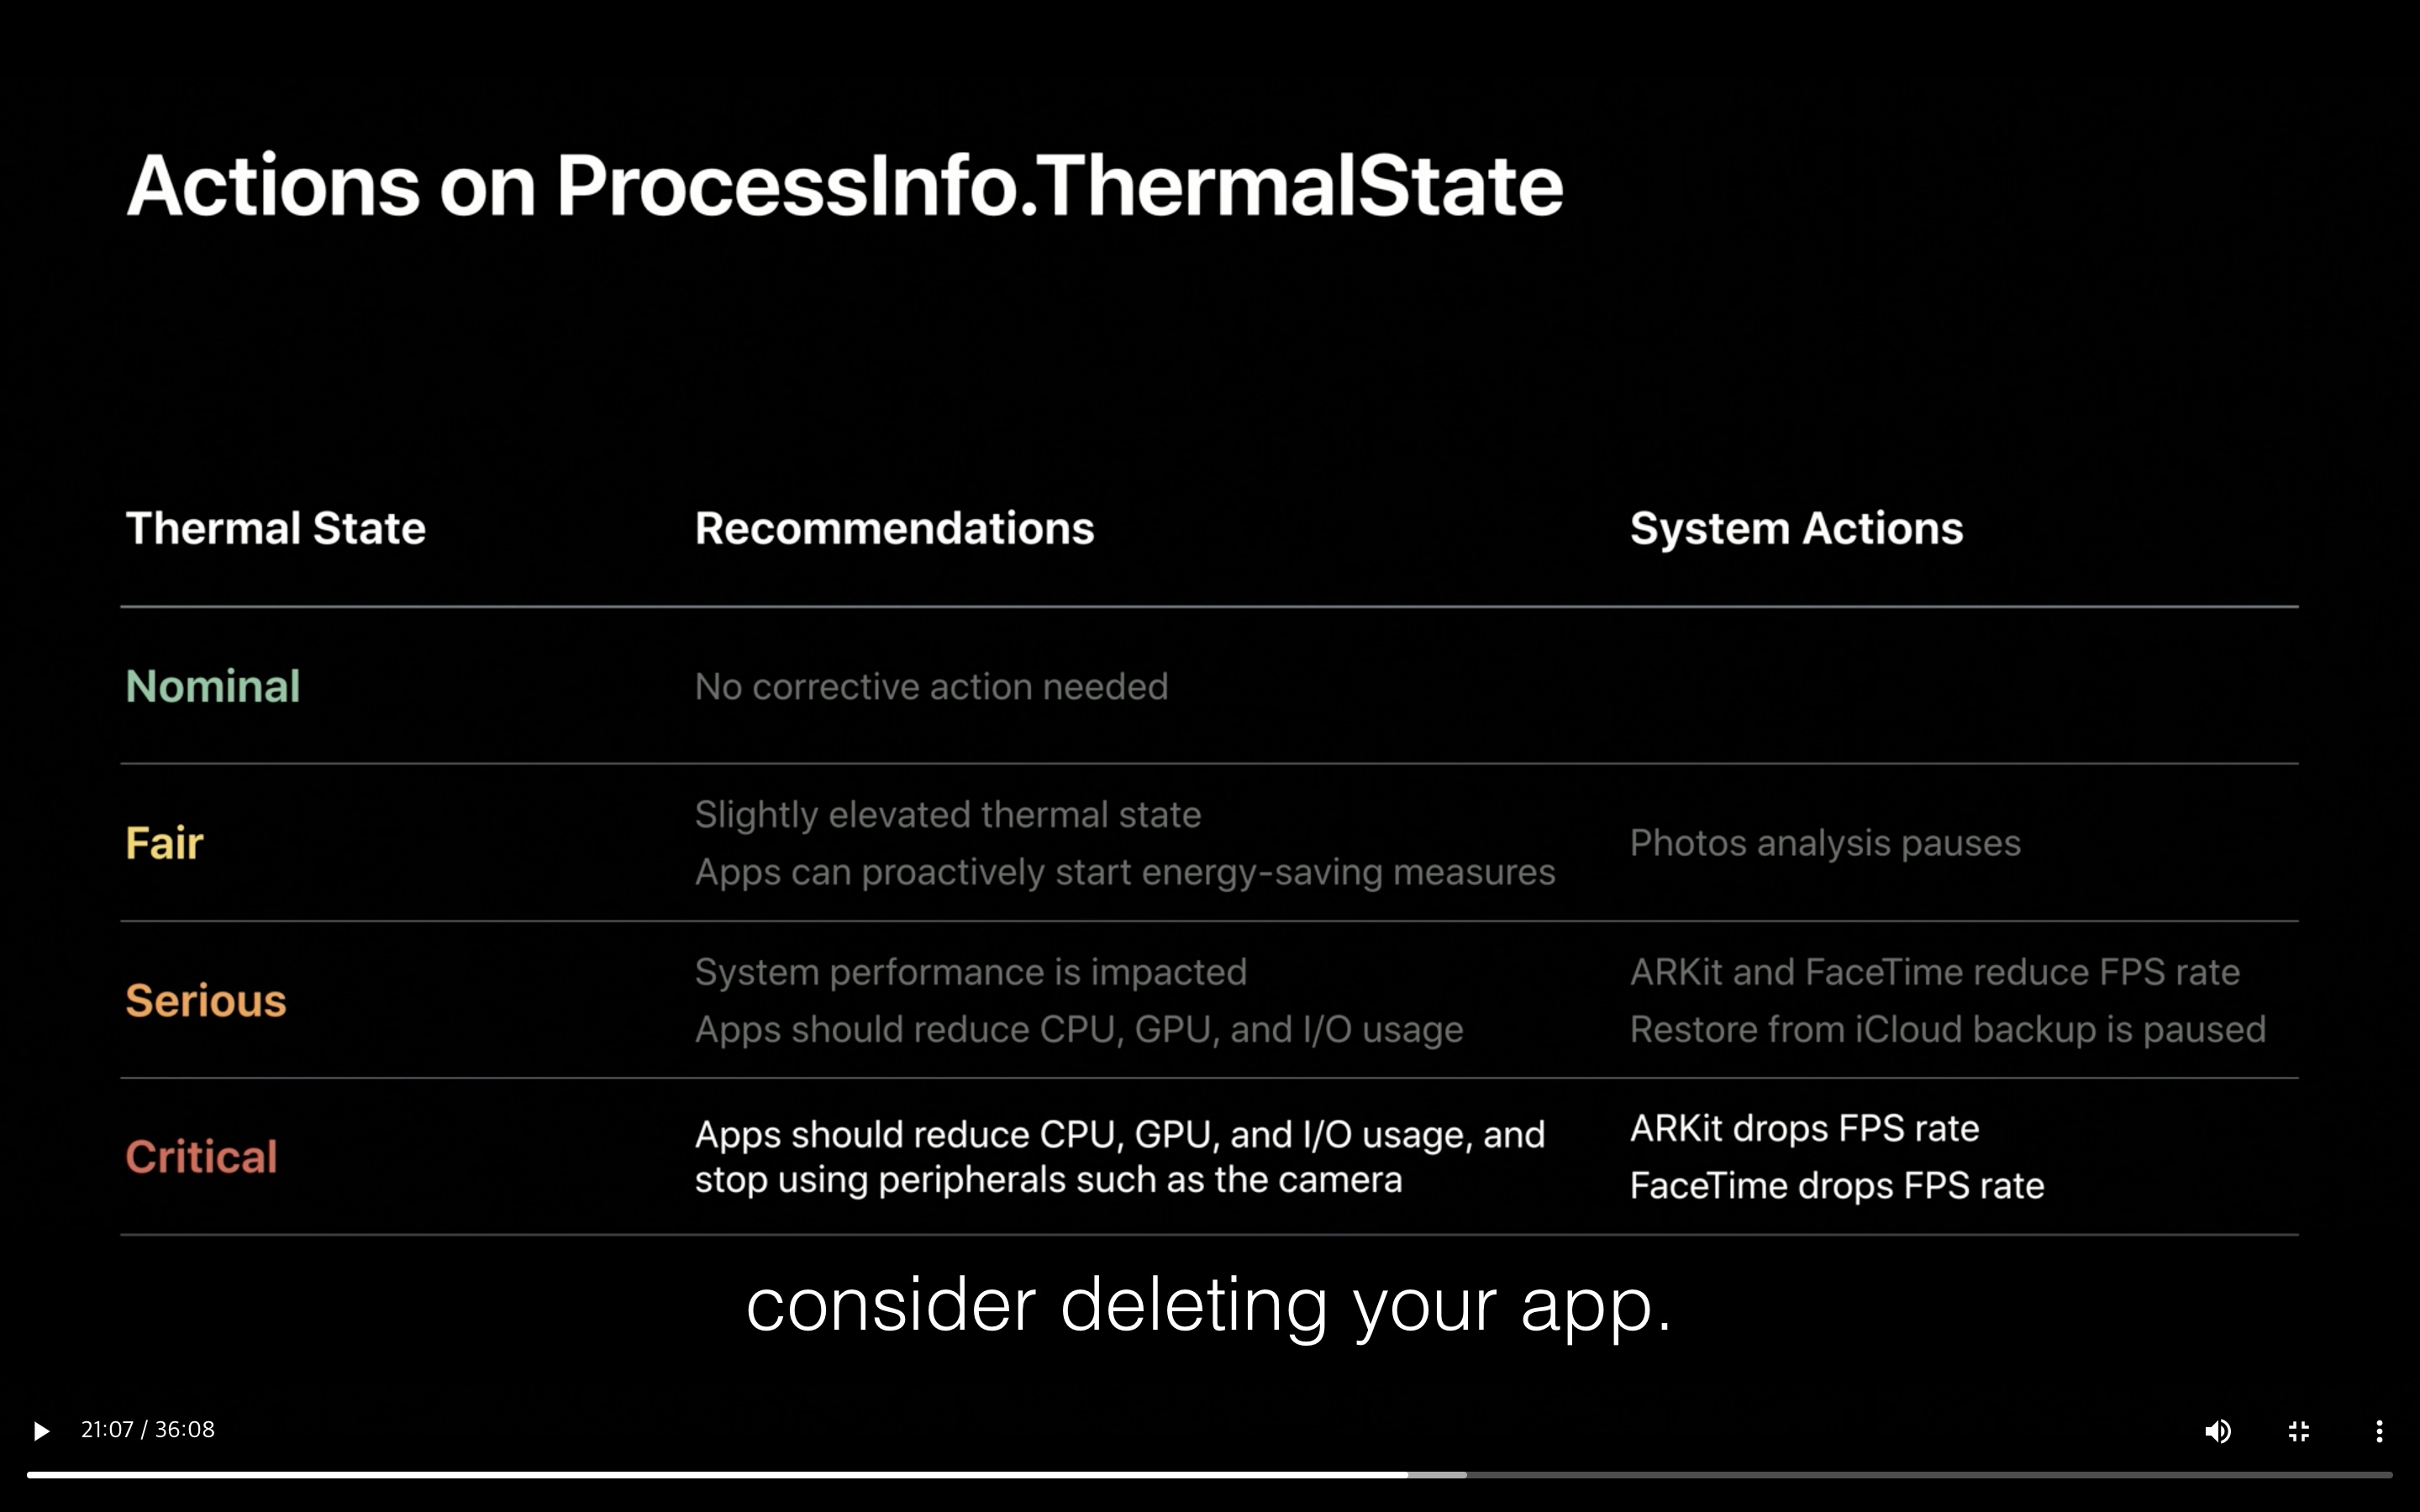 Actions on ProcessInfo.ThermalState
Thermal State Recommendations System Actions
Nominal No corrective action needed
Fair Slightly elevated thermal state
Apps can proactively start energy-saving measures
Photos analysis pauses
Serious System performance is impacted
Apps should reduce CPU, GPU, and I/O usage
ARKit and FaceTime reduce FPS rate
Restore from iCloud backup is paused
Critical Apps should reduce CPU, GPU, and I/O usage, and
stop using peripherals such as the camera
ARKit drops FPS rate
FaceTime drops FPS rate
consider deleting your app.
21:07 / 36:08